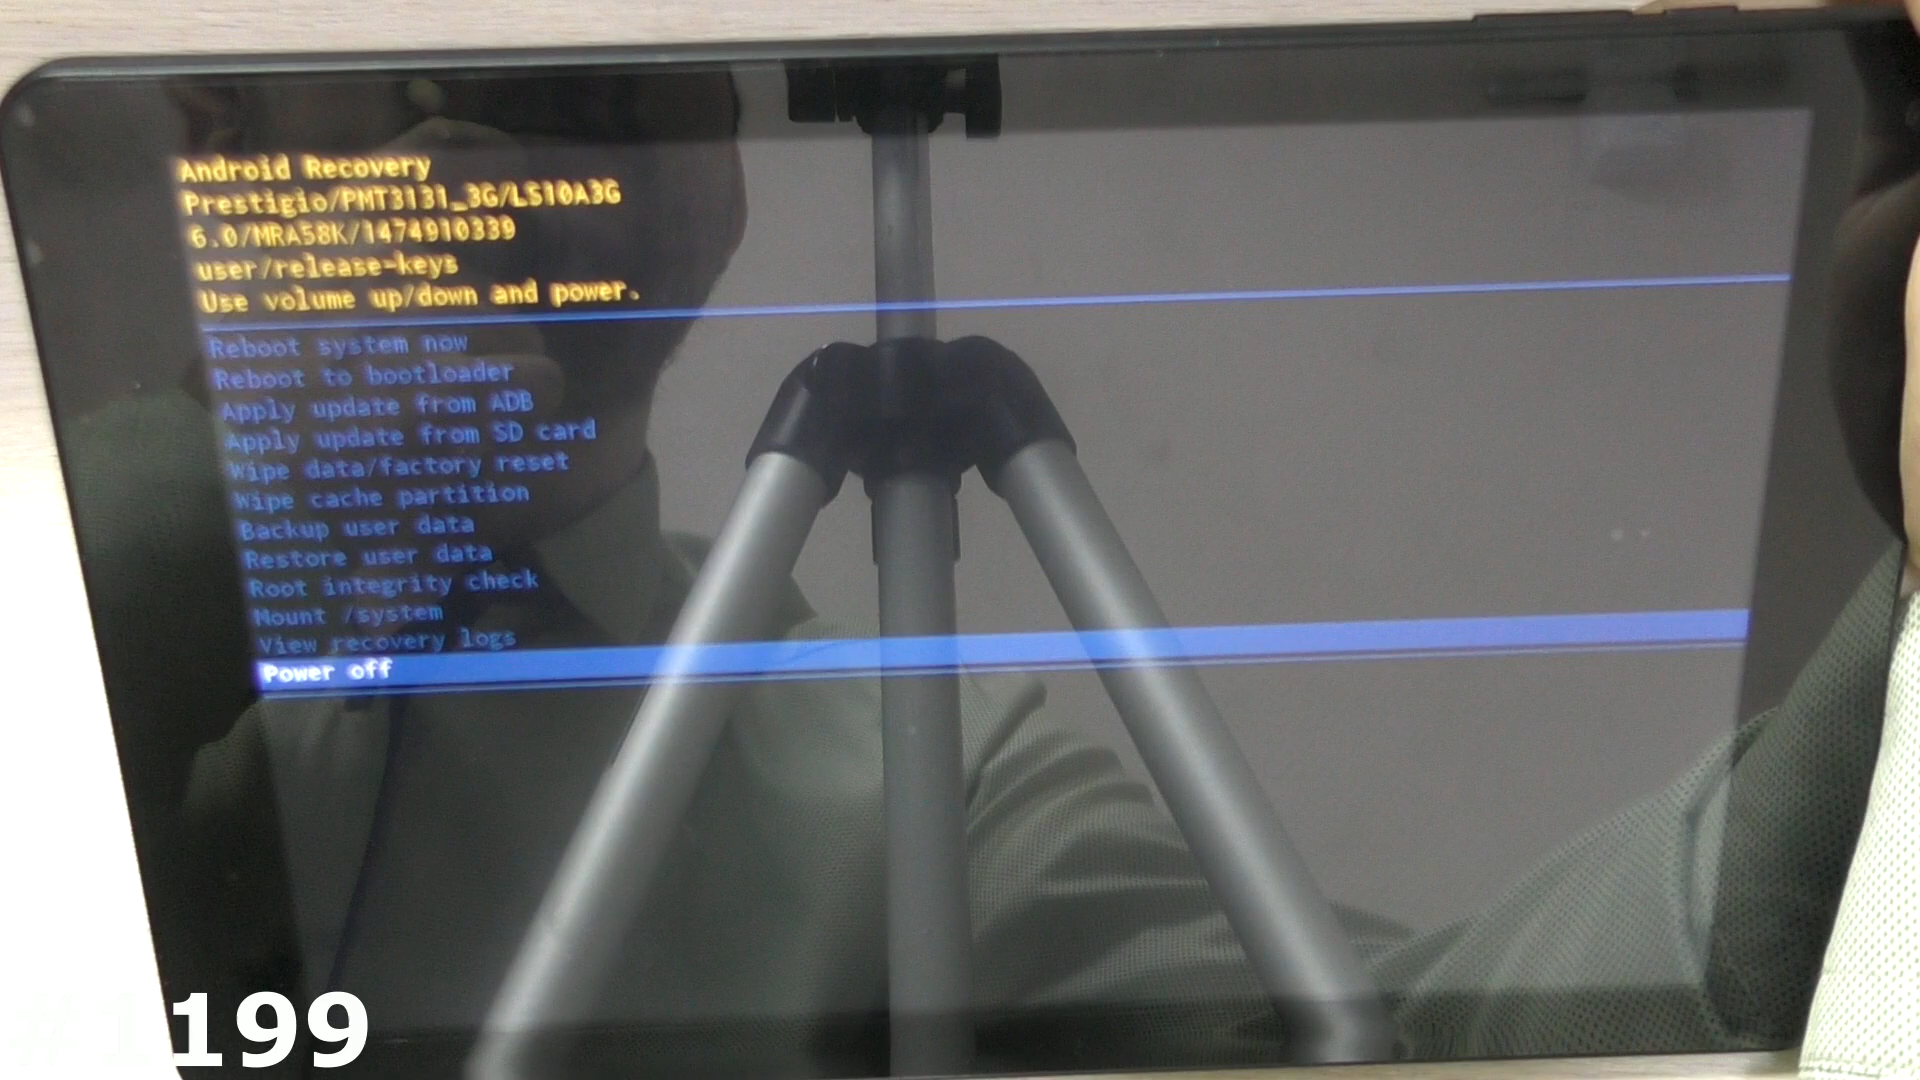 Android Recovery
Prestigio/PMT3131_3G/LS10A3G
6.0/MRA58K/1474910339
user/release-keys
Use volume up/down and power.
Reboot system now
Reboot to bootloader
Apply update from ADB
Apply update from SD card
Wipe data/factory reset
Wipe cache partition
Backup user data
Restore user data
Root integrity check
Mount /system
View recovery logs
Power off
#1199